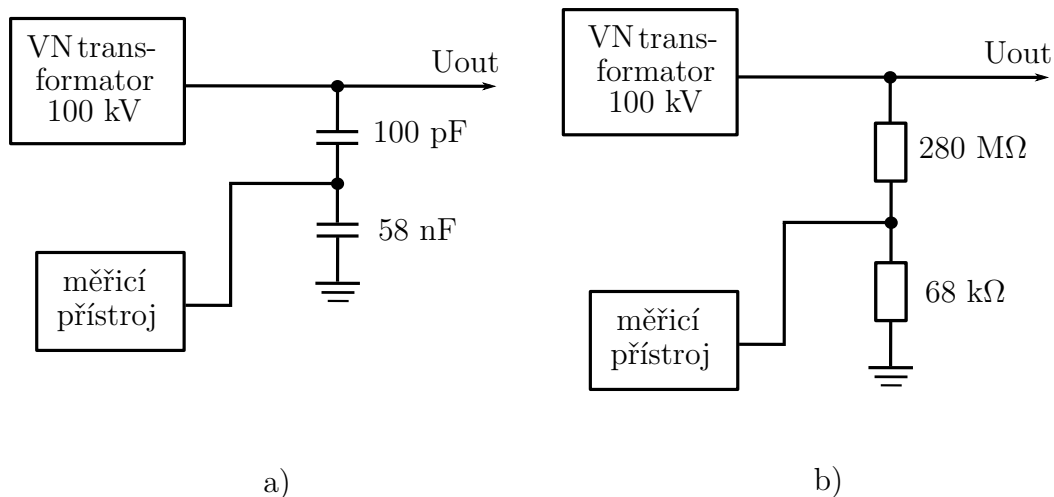 VN trans-
formator
100 kV
Uout
100 pF
58 nF
měřicí
přístroj
a)
VN trans-
formator
100 kV
Uout
280 MΩ
68 kΩ
měřicí
přístroj
b)